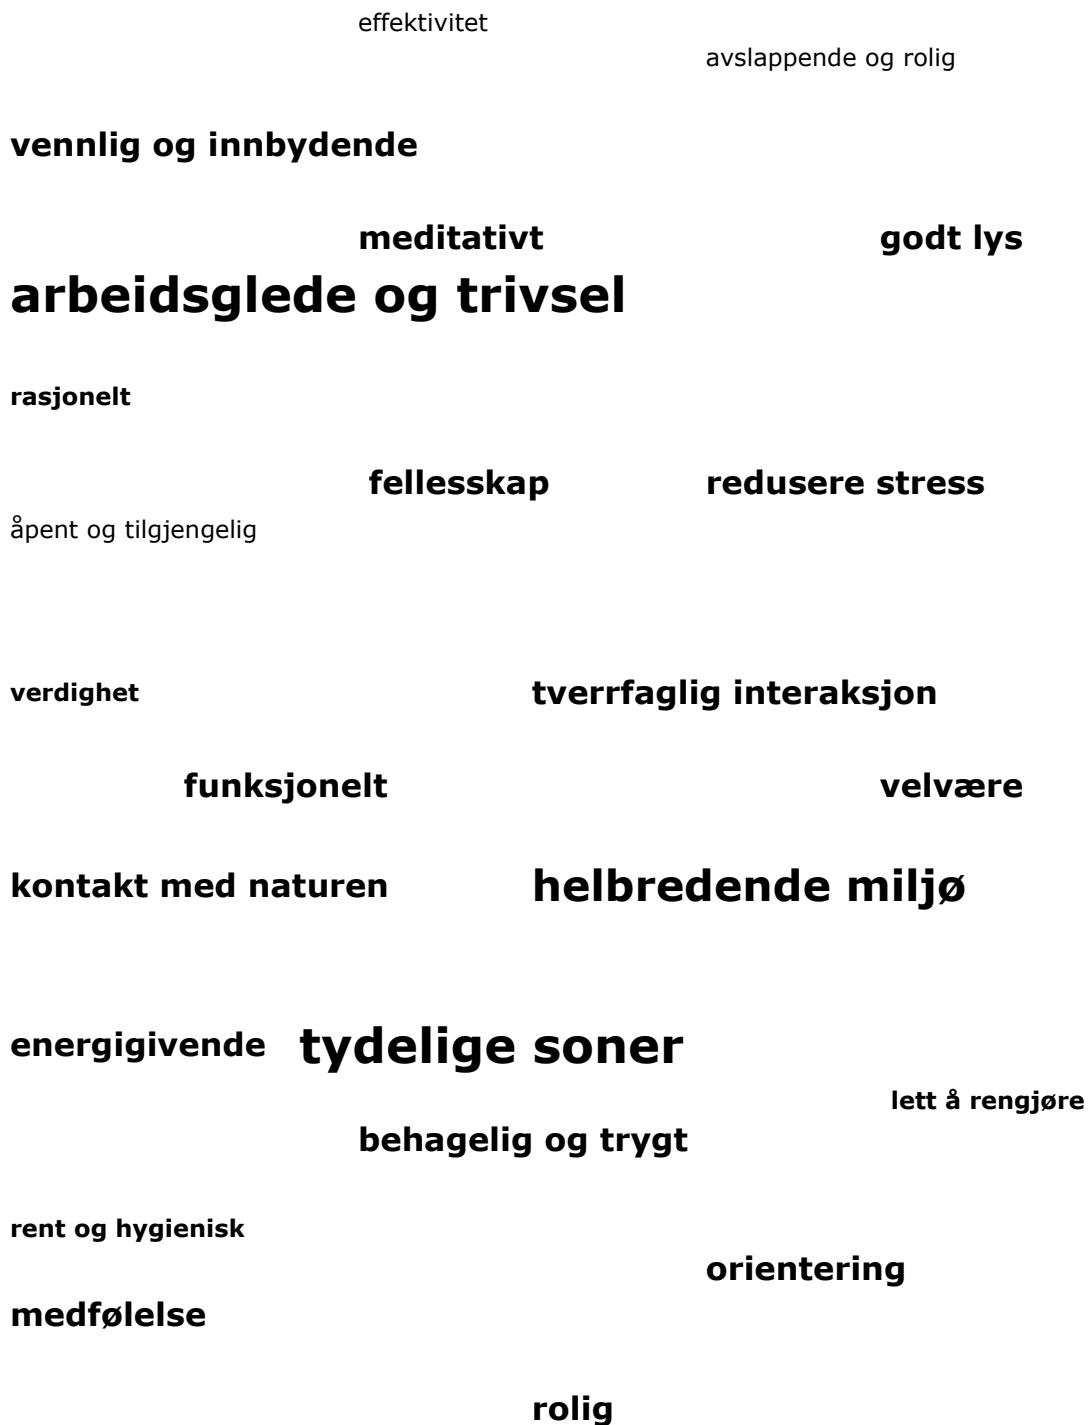 effektivitet
avslappende og rolig
vennlig og innbydende
meditativt godt lys
arbeidsglede og trivsel
rasjonelt
fellesskap redusere stress
åpent og tilgjengelig
verdighet tverrfaglig interaksjon
funksjonelt velvære
kontakt med naturen helbredende miljø
energigivende tydelige soner
lett å rengjøre
behagelig og trygt
rent og hygienisk
orientering
medfølelse
rolig